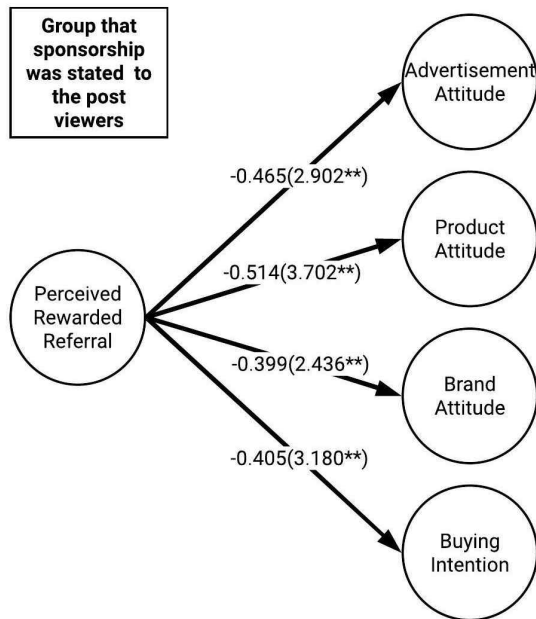 Group that
sponsorship
was stated to
the post
viewers
Advertisement
Attitude
-0.465(2.902**)
Product
Attitude
-0.514(3.702**)
Perceived
Rewarded
Referral
-0.399(2.436**)
Brand
Attitude
-0.405(3.180**)
Buying
Intention